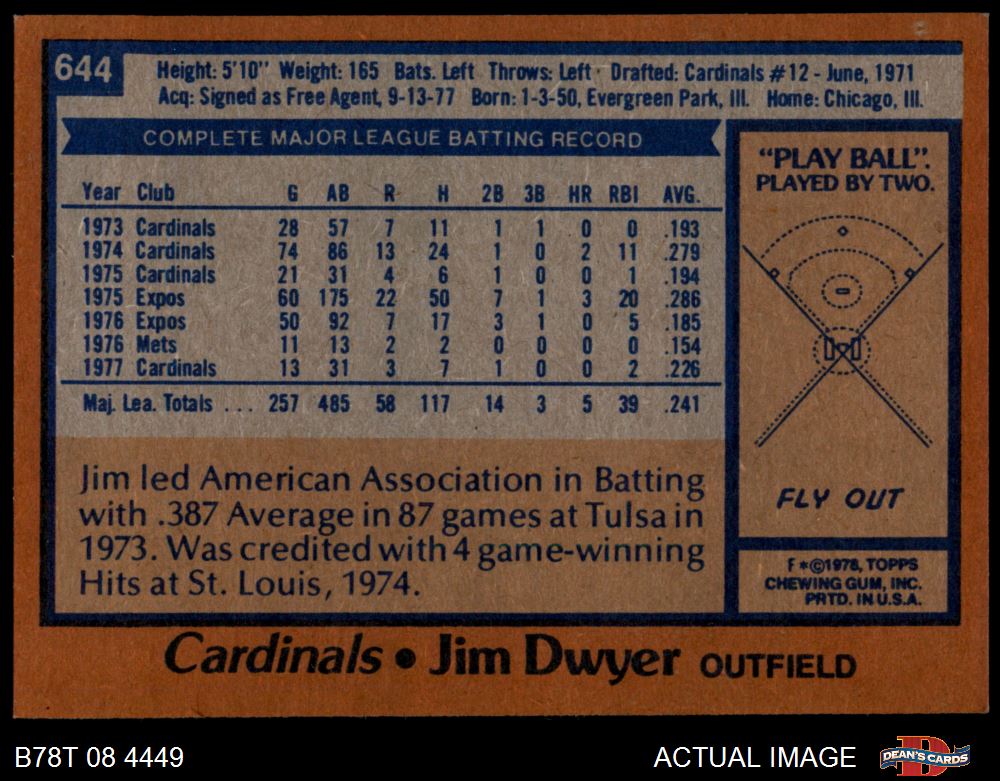 644
Height: 5'10" Weight: 165 Bats. Left Throws: Left · Drafted: Cardinals #12 - June, 1971
Acq: Signed as Free Agent, 9-13-77 Born: 1-3-50, Evergreen Park, Ill. Home: Chicago, Ill.
COMPLETE MAJOR LEAGUE BATTING RECORD
Year Club G AB R H 2B 3B HR RBI AVG.
1973 Cardinals 28 57 7 11 1 1 0 0 .193
1974 Cardinals 74 86 13 24 1 0 2 11 .279
1975 Cardinals 21 31 4 6 1 0 0 1 .194
1975 Expos 60 175 22 50 7 1 3 20 .286
1976 Expos 50 92 7 17 3 1 0 5 .185
1976 Mets 11 13 2 2 0 0 0 0 .154
1977 Cardinals 13 31 3 7 1 0 0 2 .226
Maj. Lea. Totals ... 257 485 58 117 14 3 5 39 .241
Jim led American Association in Batting
with .387 Average in 87 games at Tulsa in
1973. Was credited with 4 game-winning
Hits at St. Louis, 1974.
"PLAY BALL".
PLAYED BY TWO.
FLY OUT
F *©1978, TOPPS
CHEWING GUM, INC.
PRTD. IN U.S.A.
Cardinals • Jim Dwyer OUTFIELD
B78T 08 4449
ACTUAL IMAGE
DEAN'S CARDS